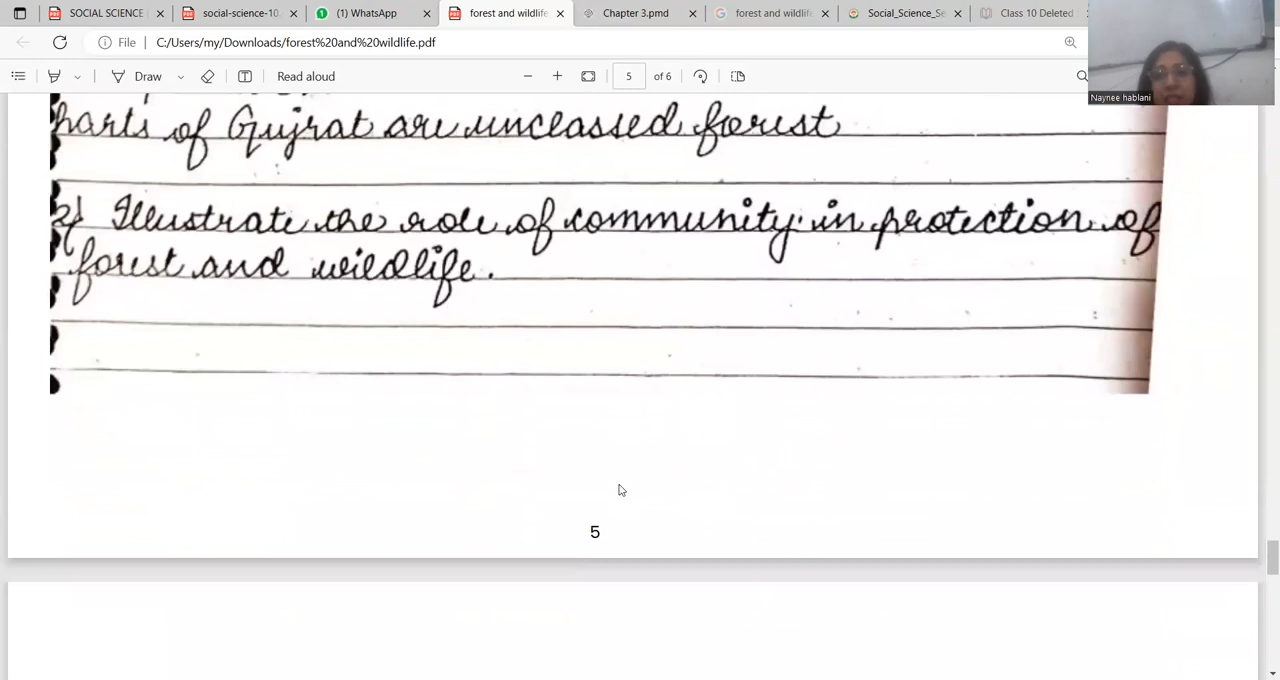 SOCIAL SCIENCE
social-science-10.
(1) WhatsApp
forest and wildlife
Chapter 3.pmd
forest and wildlife
Social_Science_Se
Class 10 Deleted
File
C:/Users/my/Downloads/forest%20and%20wildlife.pdf
Draw
Read aloud
5
of 6
Naynee hablani
parts of Gujrat are unclassed forest
2) Illustrate the role of community in protection of
forest and wildlife.
5